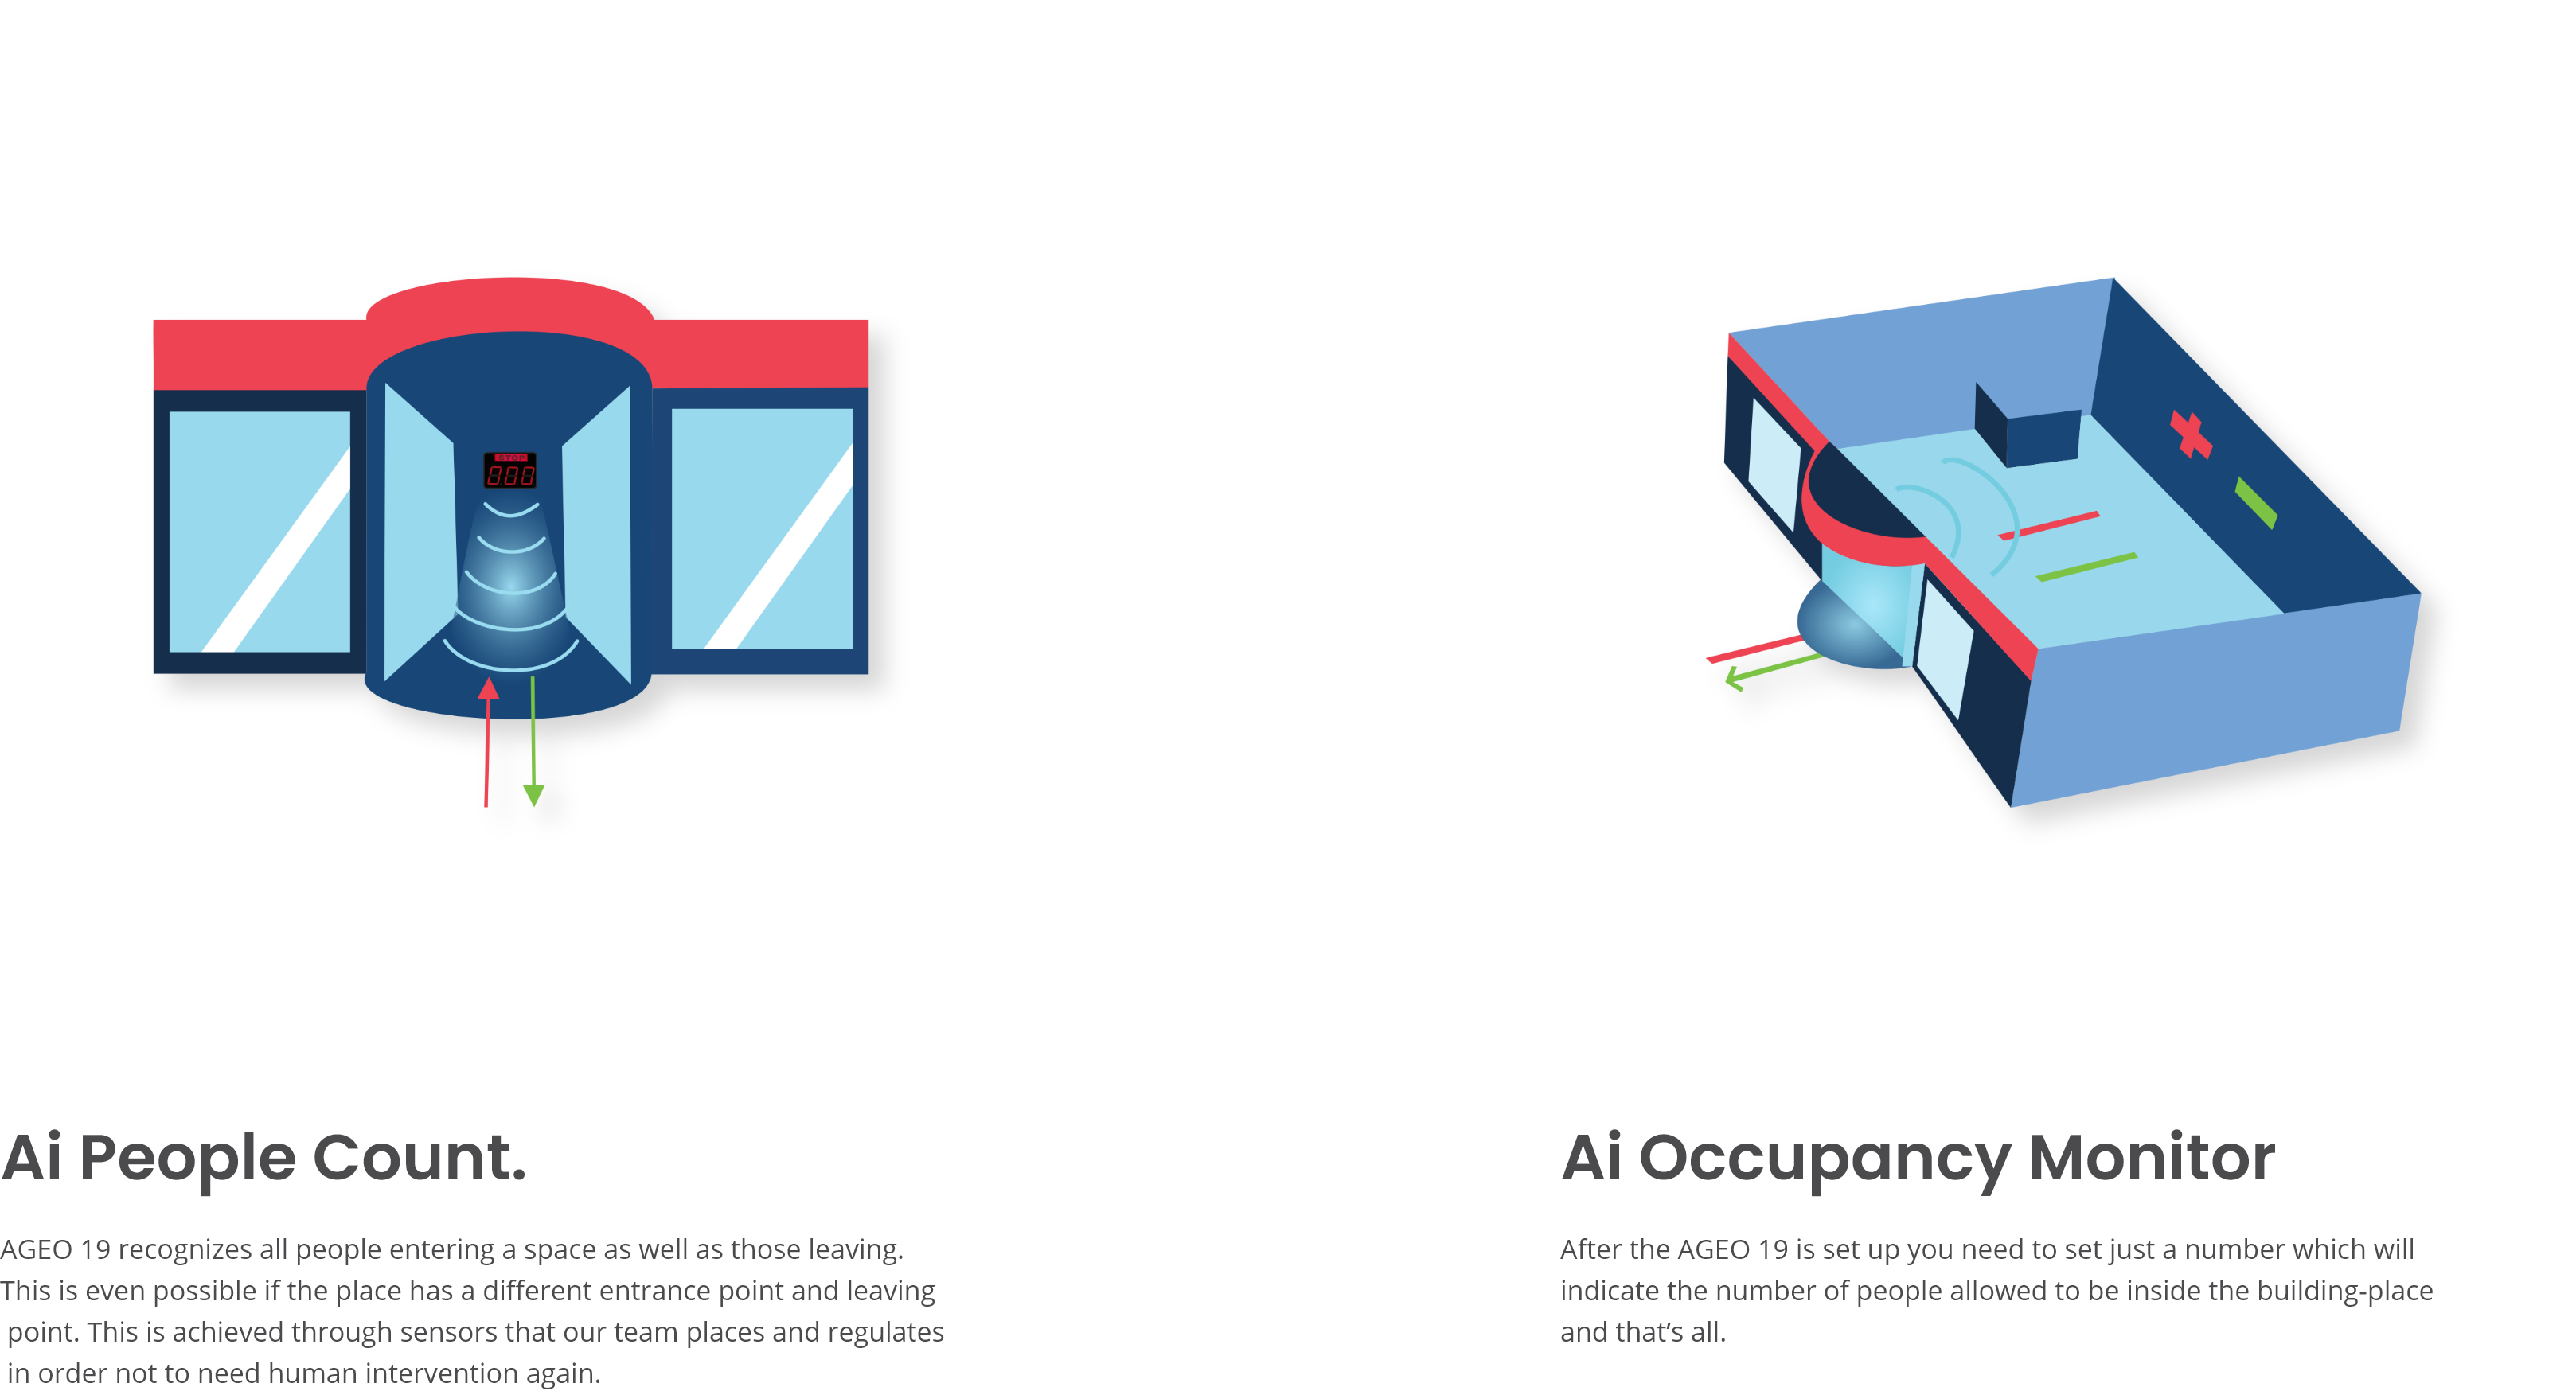 STOP
000
Ai People Count.
AGEO 19 recognizes all people entering a space as well as those leaving.
This is even possible if the place has a different entrance point and leaving
point. This is achieved through sensors that our team places and regulates
in order not to need human intervention again.
Ai Occupancy Monitor
After the AGEO 19 is set up you need to set just a number which will
indicate the number of people allowed to be inside the building-place
and that’s all.